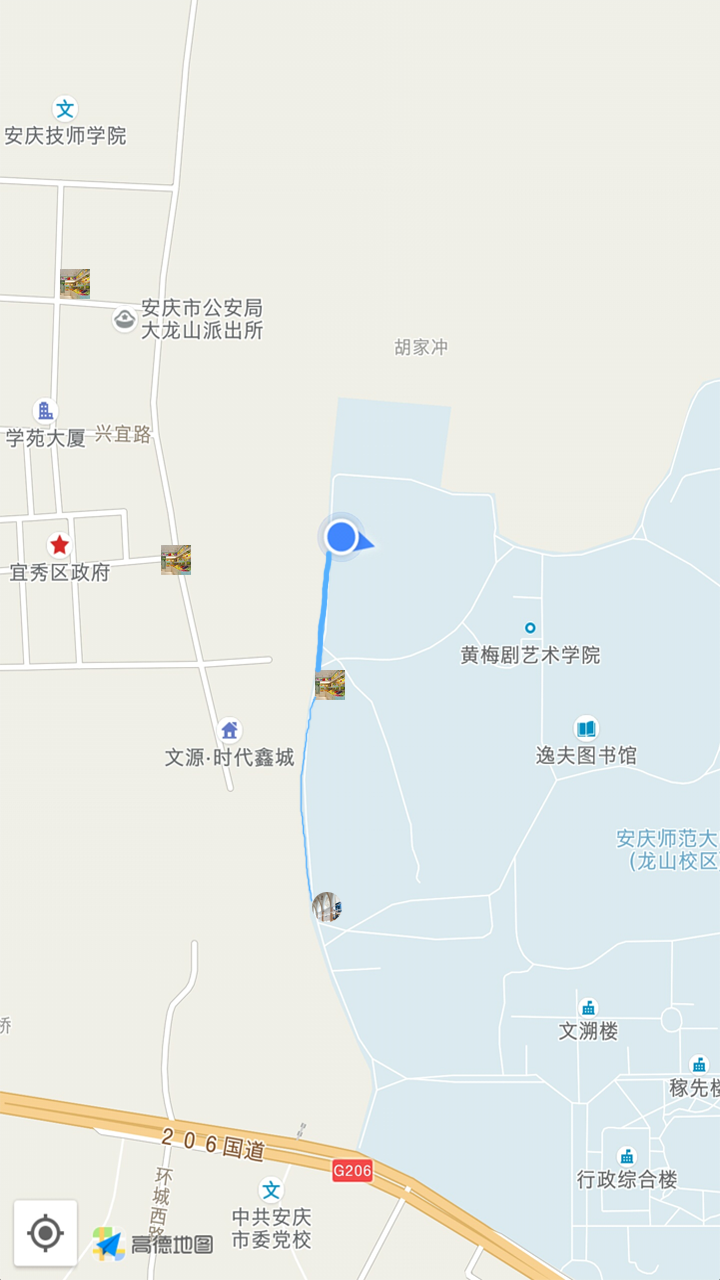 安庆技师学院
安庆市公安局
大龙山派出所
胡家冲
学苑大厦
兴宜路
宜秀区政府
黄梅剧艺术学院
文源·时代鑫城
逸夫图书馆
安庆师范大
(龙山校区
桥
文溯楼
稼先楼
206国道
G206
行政综合楼
环城西路
中共安庆
市委党校
高德地图